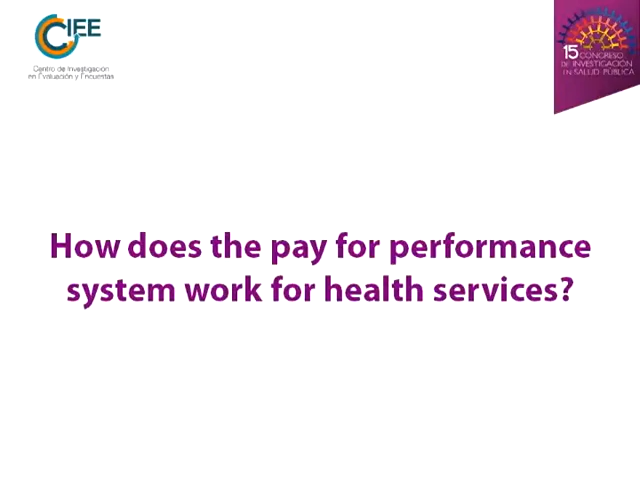 CIEE
Centro de Investigación
en Evaluación y Encuestas
15 CONGRESO
DE INVESTIGACIÓN
EN SALUD PÚBLICA
How does the pay for performance
system work for health services?